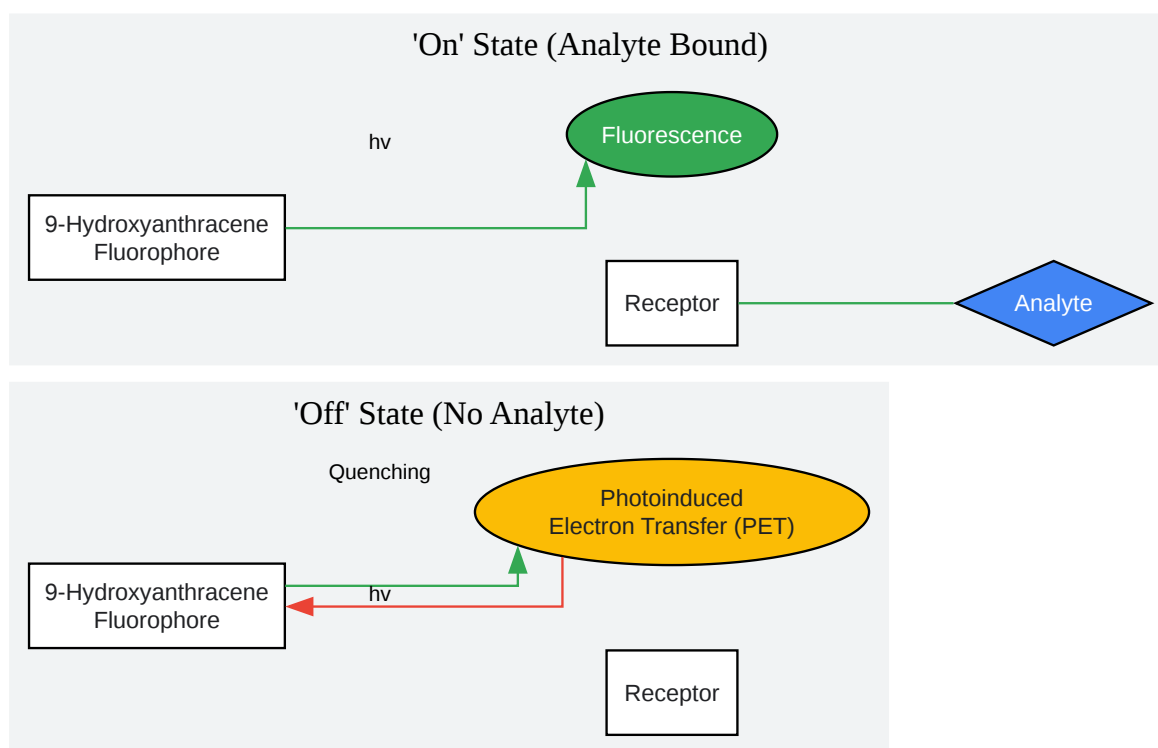 'On' State (Analyte Bound)
hv
Fluorescence
9-Hydroxyanthracene
Fluorophore
Receptor
Analyte
'Off' State (No Analyte)
Quenching
Photoinduced
Electron Transfer (PET)
9-Hydroxyanthracene
Fluorophore
hv
Receptor